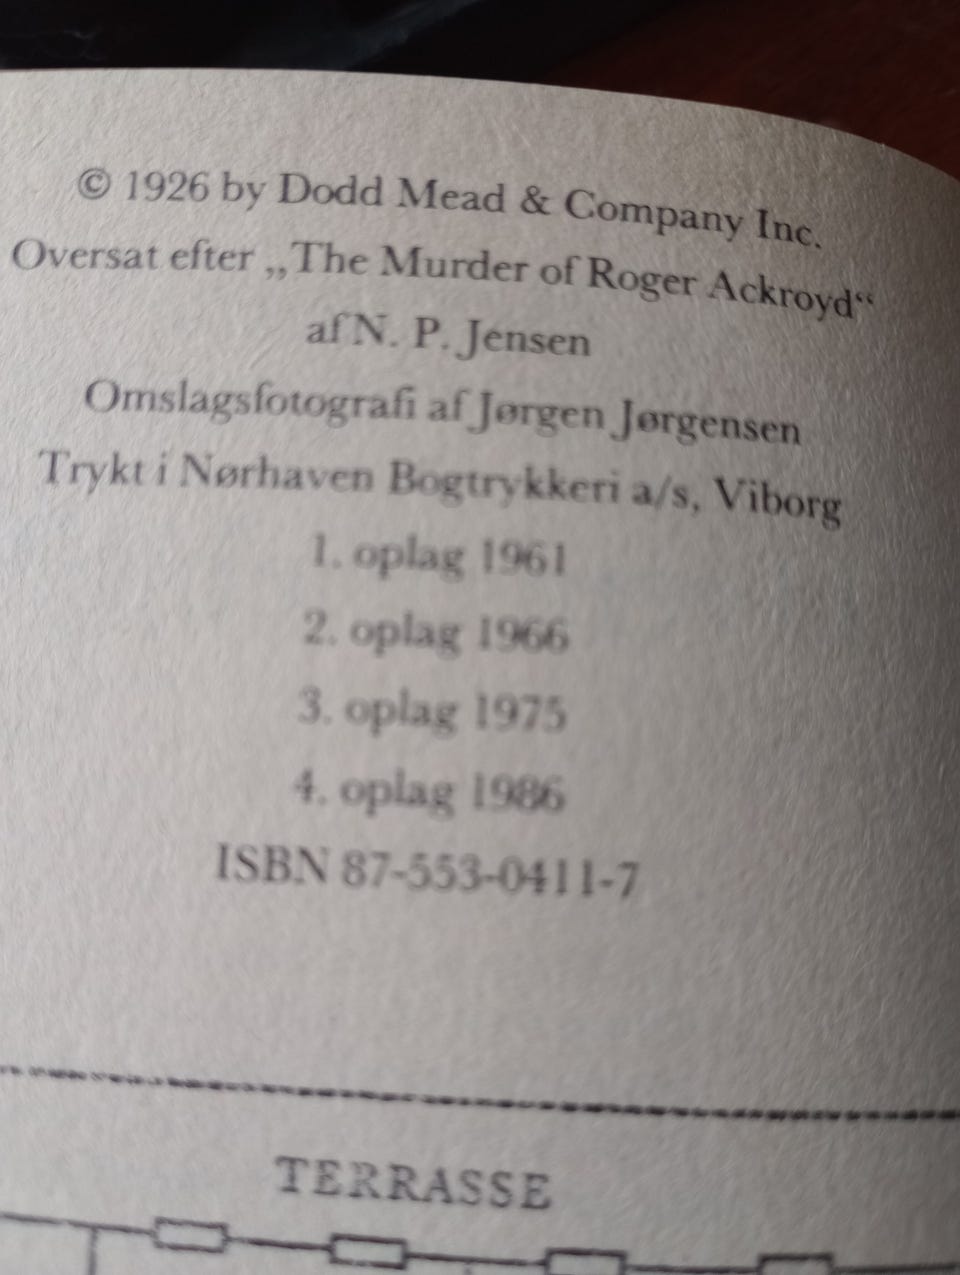 © 1926 by Dodd Mead & Company Inc.
Oversat efter „The Murder of Roger Ackroyd“
af N. P. Jensen
Omslagsfotografi af Jørgen Jørgensen
Trykt i Nørhaven Bogtrykkeri a/s, Viborg
1. oplag 1961
2. oplag 1966
3. oplag 1975
4. oplag 1986
ISBN 87-553-0411-7
TERRASSE